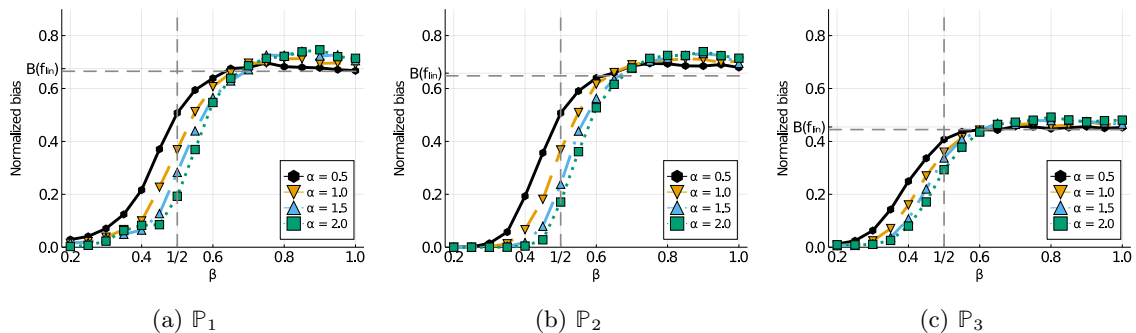 0.8
B(fₗᵢₙ)
0.6
0.4
0.2
0.0
Normalized bias
α = 0.5
α = 1.0
α = 1.5
α = 2.0
0.2 0.4 1/2 0.6 0.8 1.0
β
(a) ℙ₁
0.8
B(fₗᵢₙ)
0.6
0.4
0.2
0.0
Normalized bias
α = 0.5
α = 1.0
α = 1.5
α = 2.0
0.2 0.4 1/2 0.6 0.8 1.0
β
(b) ℙ₂
0.8
0.6
B(fₗᵢₙ)
0.4
0.2
0.0
Normalized bias
α = 0.5
α = 1.0
α = 1.5
α = 2.0
0.2 0.4 1/2 0.6 0.8 1.0
β
(c) ℙ₃